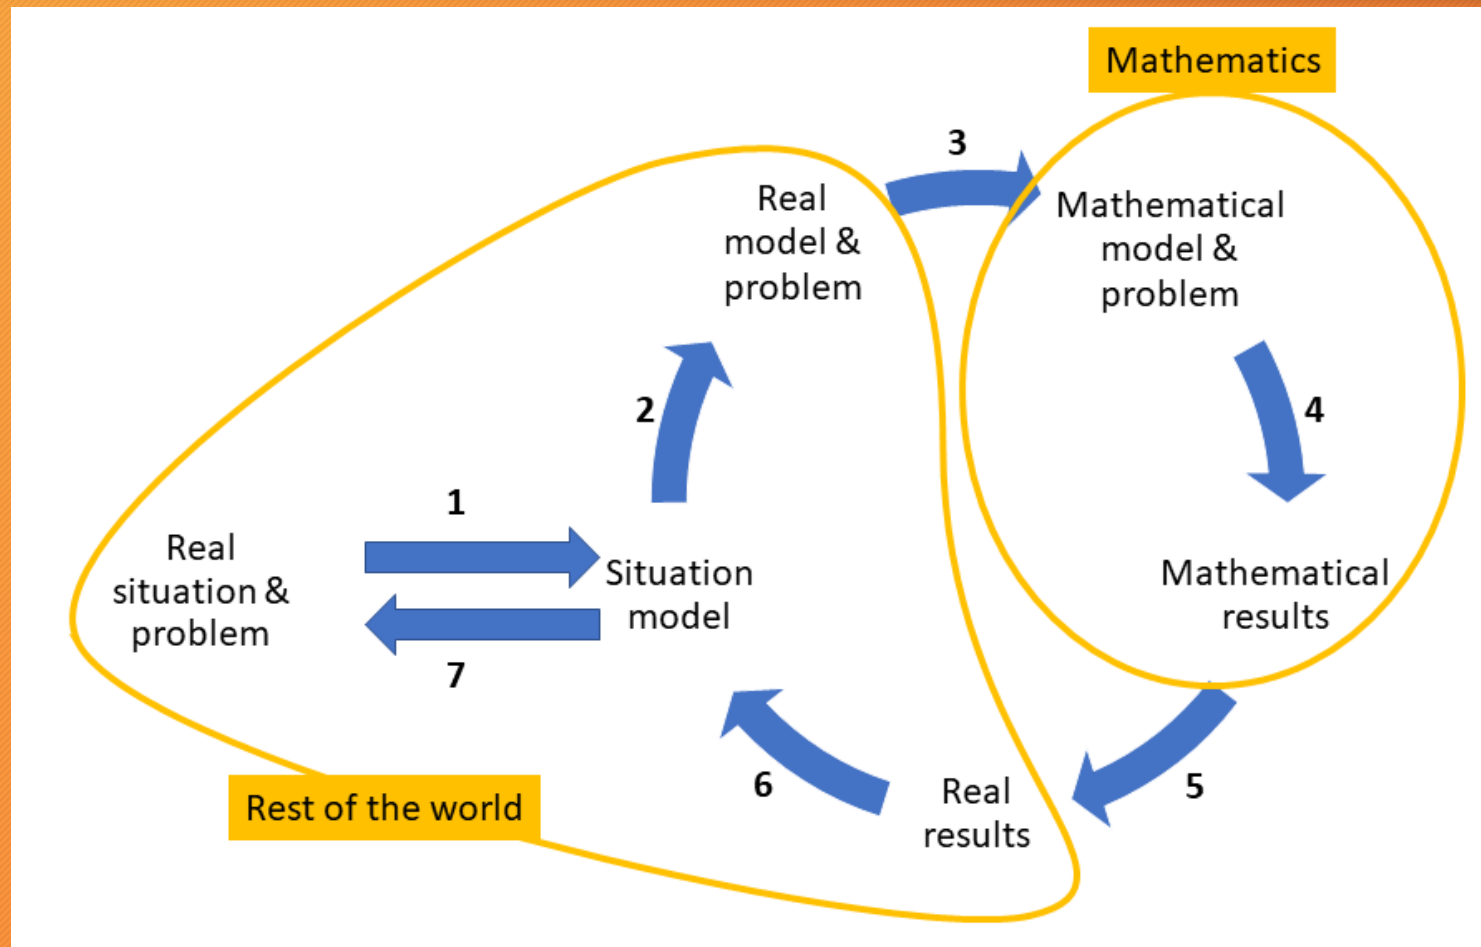 Mathematics
3
Real
model &
problem
Mathematical
model &
problem
2
4
1
Real
situation &
problem
Situation
model
Mathematical
results
7
6
Real
results
5
Rest of the world